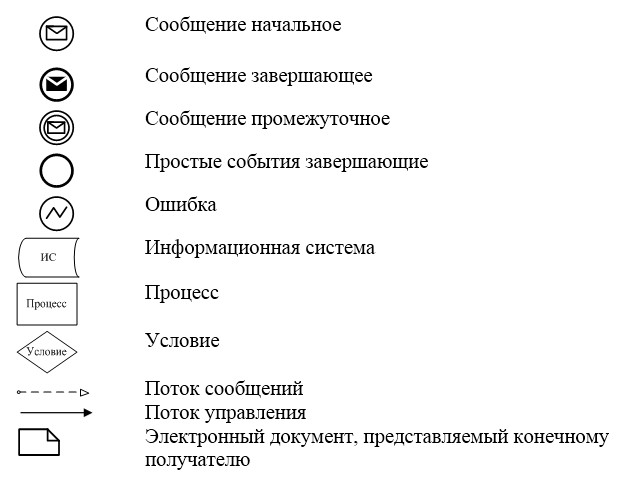 Сообщение начальное
Сообщение завершающее
Сообщение промежуточное
Простые события завершающие
Ошибка
ИС Информационная система
Процесс Процесс
Условие Условие
Поток сообщений
Поток управления
Электронный документ, представляемый конечному
получателю